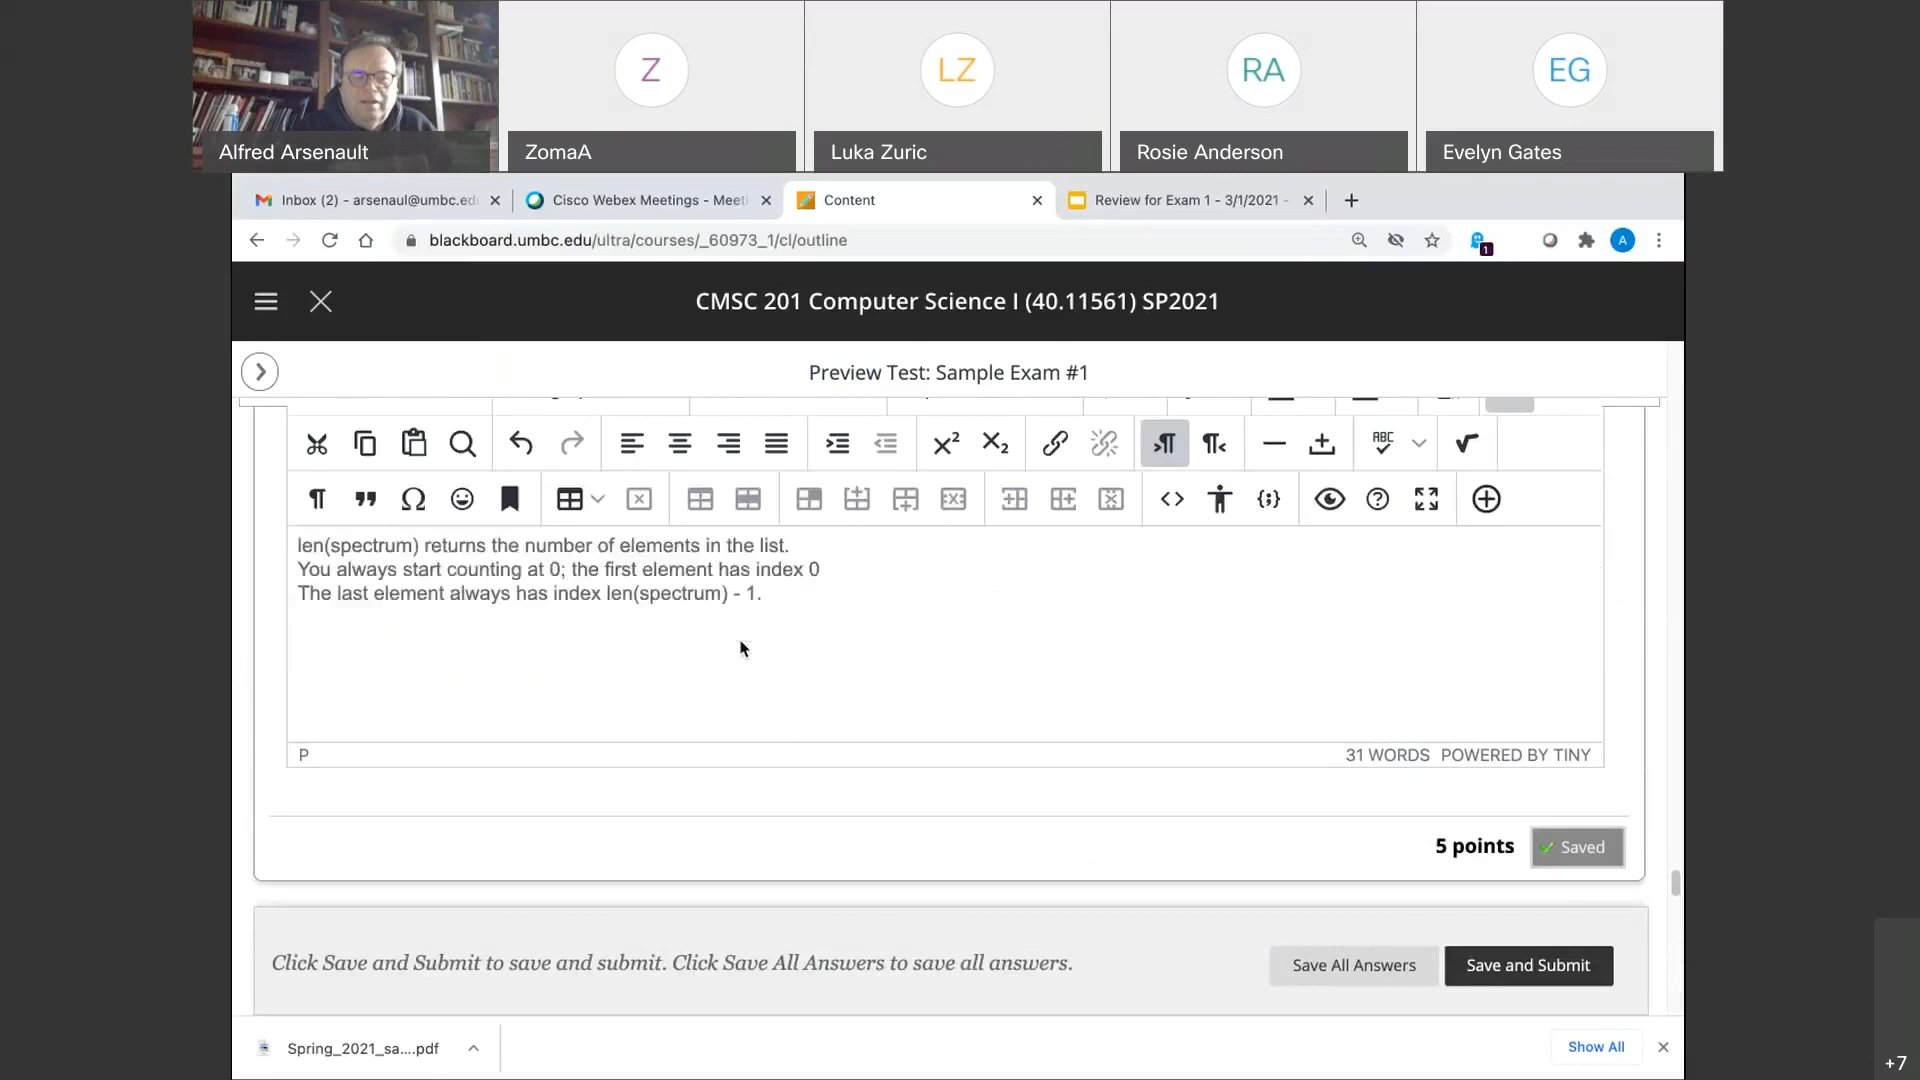 Z
LZ
RA
EG
Alfred Arsenault
ZomaA
Luka Zuric
Rosie Anderson
Evelyn Gates
Inbox (2) - arsenaul@umbc.ed
Cisco Webex Meetings - Meeti
Content
Review for Exam 1 - 3/1/2021 -
blackboard.umbc.edu/ultra/courses/_60973_1/cl/outline
1
A
CMSC 201 Computer Science I (40.11561) SP2021
Preview Test: Sample Exam #1
ABC
len(spectrum) returns the number of elements in the list.
You always start counting at 0; the first element has index 0
The last element always has index len(spectrum) - 1.
P
31 WORDS POWERED BY TINY
5 points
Saved
Click Save and Submit to save and submit. Click Save All Answers to save all answers.
Save All Answers
Save and Submit
Spring_2021_sa....pdf
Show All
+7